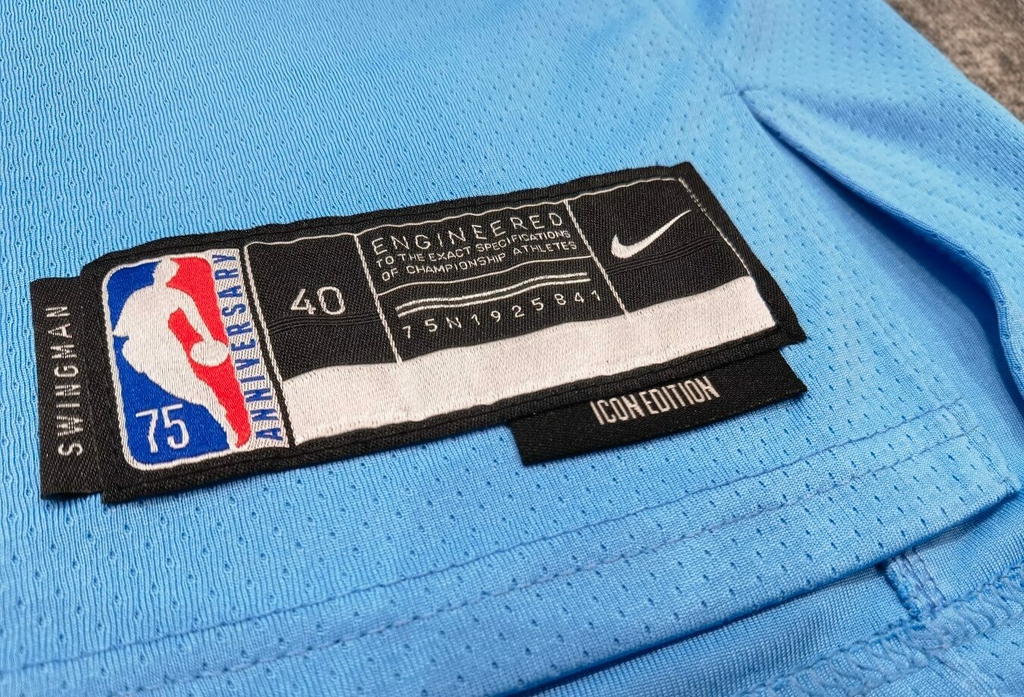 SWINGMAN
75
ANNIVERSARY
40
ENGINEERED
TO THE EXACT SPECIFICATIONS
OF CHAMPIONSHIP ATHLETES
75N1925841
ICON EDITION